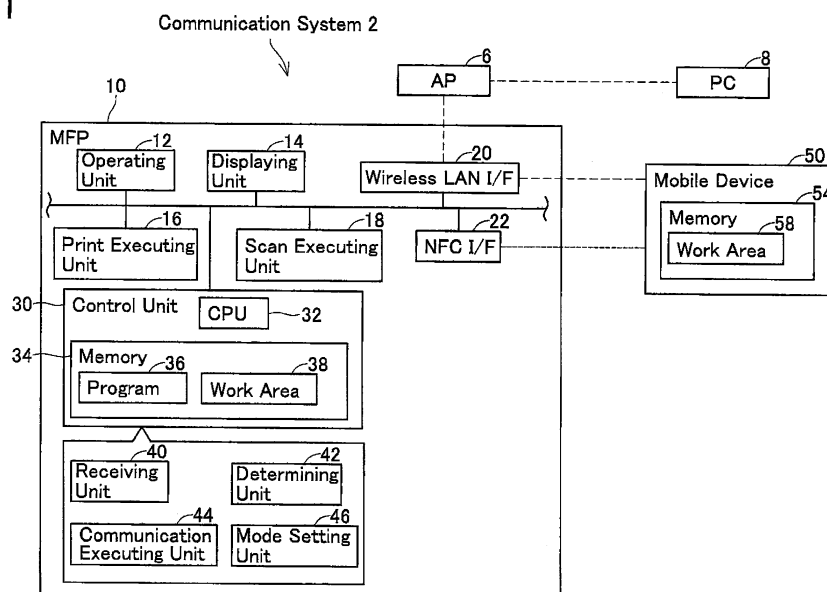 Communication System 2
6
AP
8
PC
10
MFP
12
Operating
Unit
14
Displaying
Unit
20
Wireless LAN I/F
50
Mobile Device
54
Memory
58
Work Area
16
Print Executing
Unit
18
Scan Executing
Unit
22
NFC I/F
30
Control Unit
CPU
32
34
Memory
36
Program
38
Work Area
40
Receiving
Unit
42
Determining
Unit
44
Communication
Executing Unit
46
Mode Setting
Unit